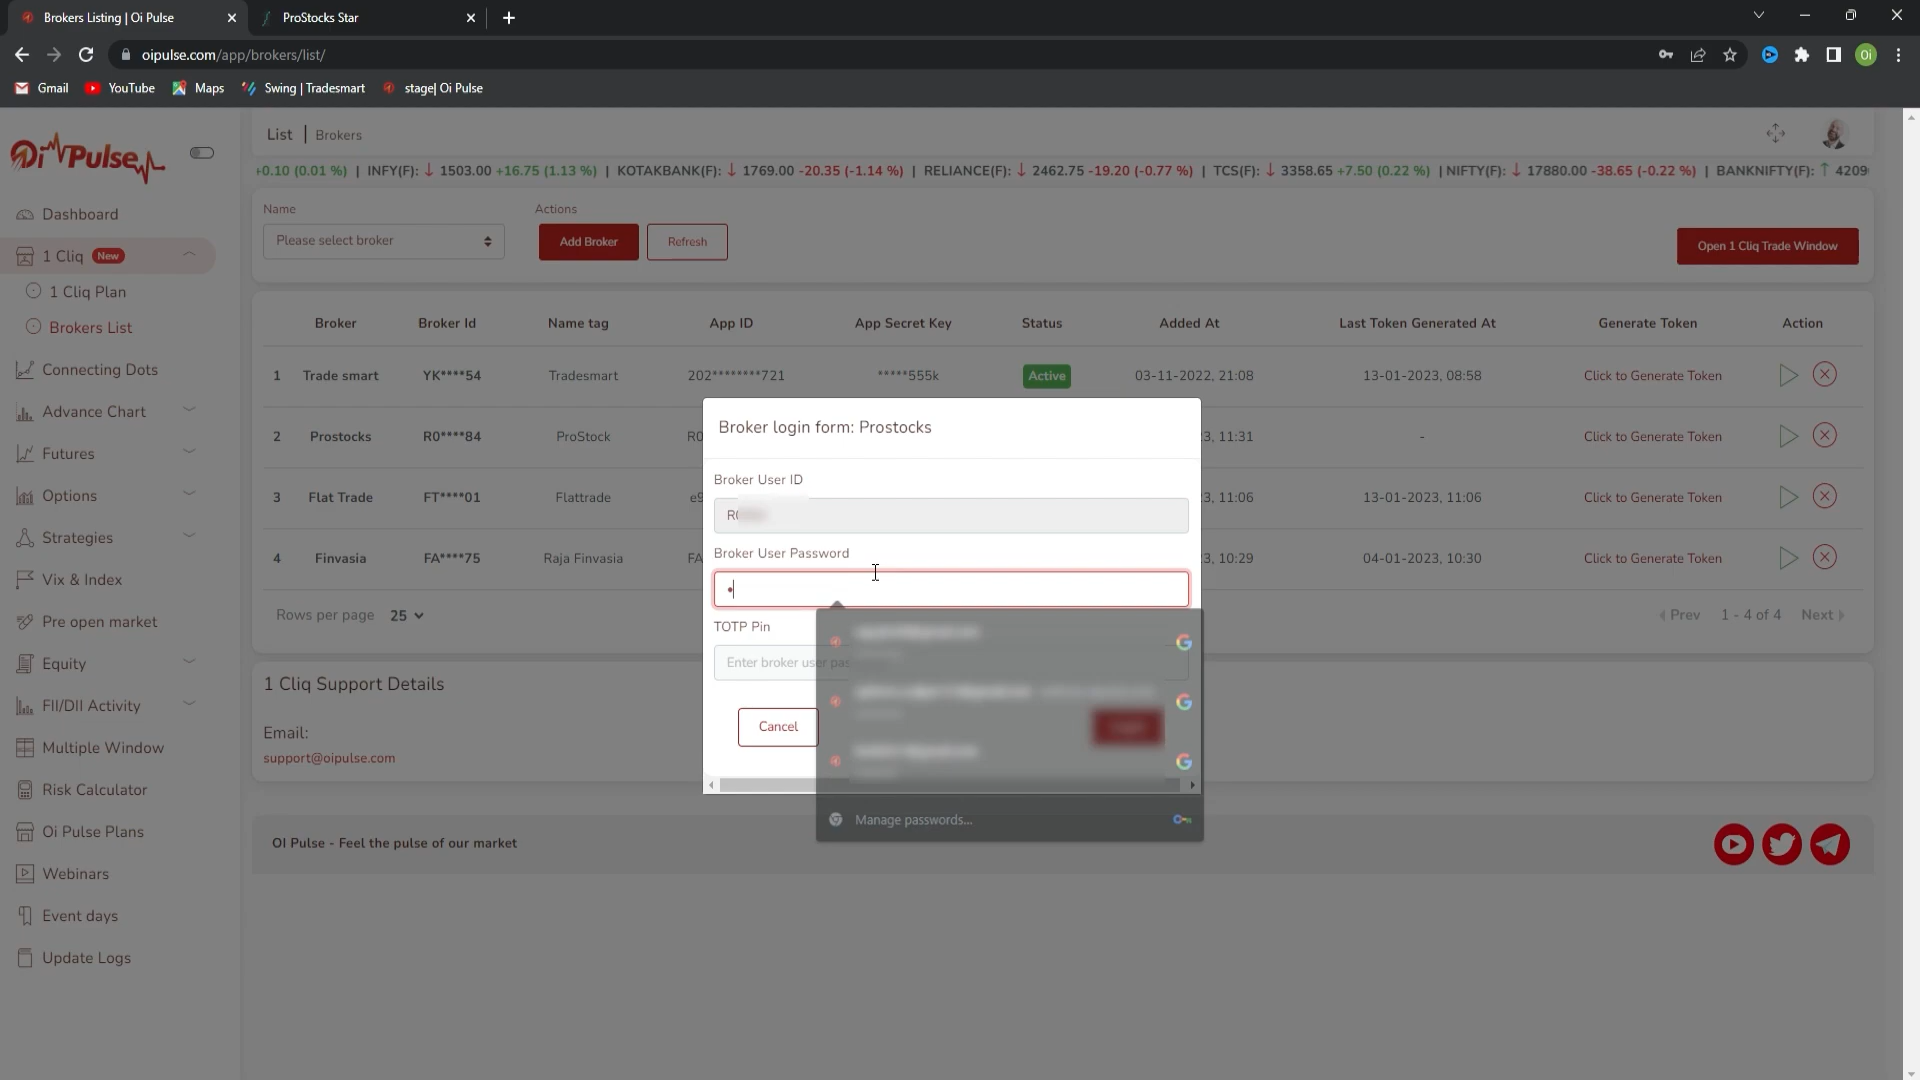 Brokers Listing | Oi Pulse
ProStocks Star
oipulse.com/app/brokers/list/
Oi
Gmail
YouTube
Maps
Swing | Tradesmart
stage| Oi Pulse
Oi Pulse
List | Brokers
+0.10 (0.01 %) | INFY(F): ↓ 1503.00 +16.75 (1.13 %) | KOTAKBANK(F): ↓ 1769.00 -20.35 (-1.14 %) | RELIANCE(F): ↓ 2462.75 -19.20 (-0.77 %) | TCS(F): ↓ 3358.65 +7.50 (0.22 %) | NIFTY(F): ↓ 17880.00 -38.65 (-0.22 %) | BANKNIFTY(F): ↑ 4209
Dashboard
1 Cliq New
1 Cliq Plan
Brokers List
Connecting Dots
Advance Chart
Futures
Options
Strategies
Vix & Index
Pre open market
Equity
FII/DII Activity
Multiple Window
Risk Calculator
Oi Pulse Plans
Webinars
Event days
Update Logs
Name
Actions
Please select broker
Add Broker
Refresh
Open 1 Cliq Trade Window
Broker Broker Id Name tag App ID App Secret Key Status Added At Last Token Generated At Generate Token Action
1 Trade smart YK****54 Tradesmart 202********721 *****555k Active 03-11-2022, 21:08 13-01-2023, 08:58 Click to Generate Token
2 Prostocks R0****84 ProStock R0 3, 11:31 - Click to Generate Token
3 Flat Trade FT****01 Flattrade e9 3, 11:06 13-01-2023, 11:06 Click to Generate Token
4 Finvasia FA****75 Raja Finvasia FA 3, 10:29 04-01-2023, 10:30 Click to Generate Token
Rows per page 25
Prev 1 - 4 of 4 Next
Broker login form: Prostocks
Broker User ID
Broker User Password
TOTP Pin
Enter broker user pas
Cancel
Manage passwords...
1 Cliq Support Details
Email:
support@oipulse.com
OI Pulse - Feel the pulse of our market